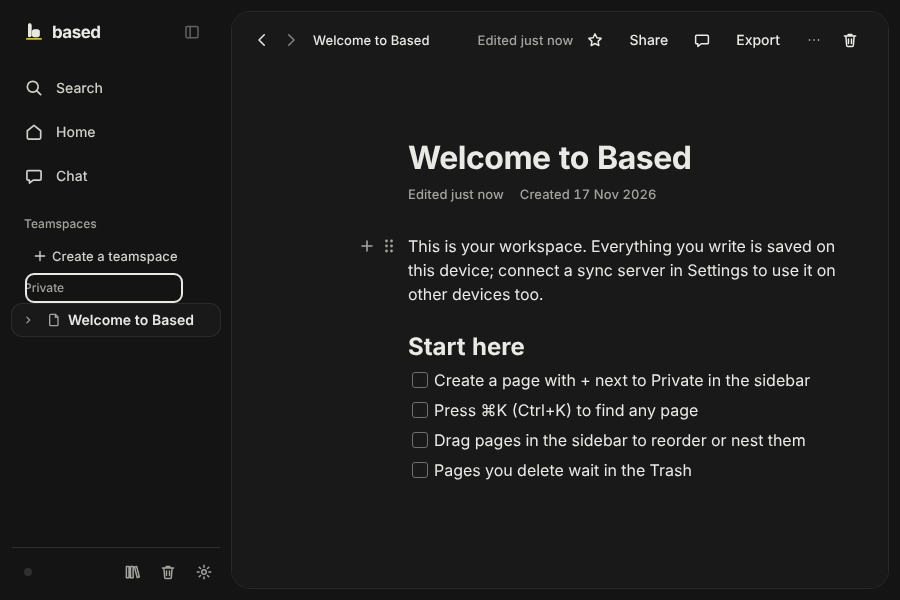 based
Search
Home
Chat
Teamspaces
Create a teamspace
Private
Welcome to Based
Welcome to Based
Edited just now
Share
Export
Welcome to Based
Edited just now Created 17 Nov 2026
This is your workspace. Everything you write is saved on
this device; connect a sync server in Settings to use it on
other devices too.
Start here
Create a page with + next to Private in the sidebar
Press ⌘K (Ctrl+K) to find any page
Drag pages in the sidebar to reorder or nest them
Pages you delete wait in the Trash